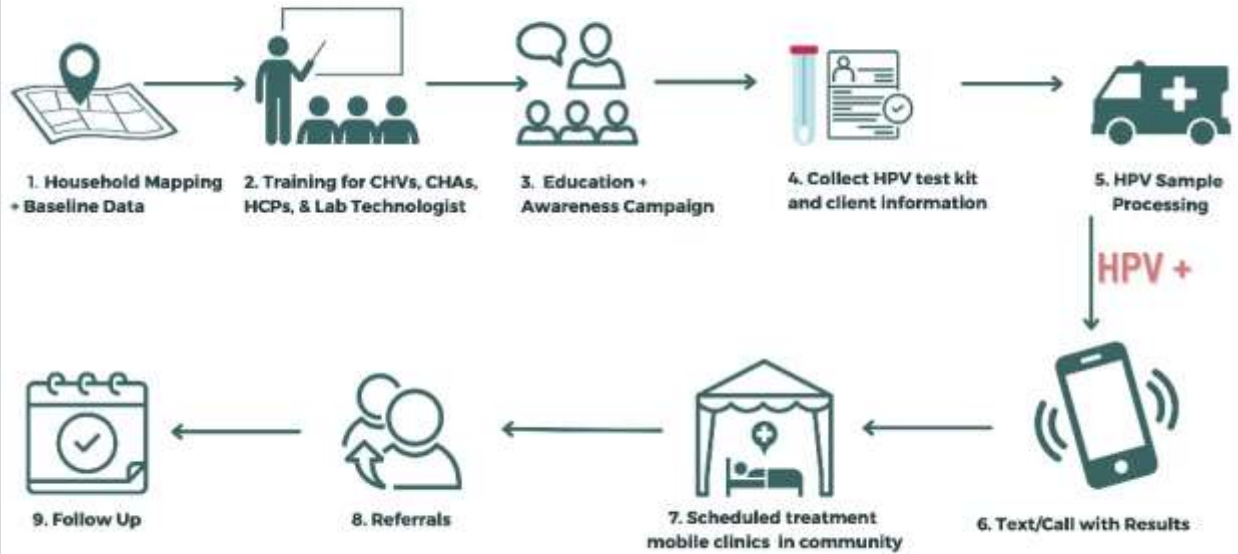 1. Household Mapping
+ Baseline Data
2. Training for CHVs, CHAs,
HCPs, & Lab Technologist
3. Education +
Awareness Campaign
4. Collect HPV test kit
and client information
5. HPV Sample
Processing
HPV +
6. Text/Call with Results
7. Scheduled treatment
mobile clinics in community
8. Referrals
9. Follow Up